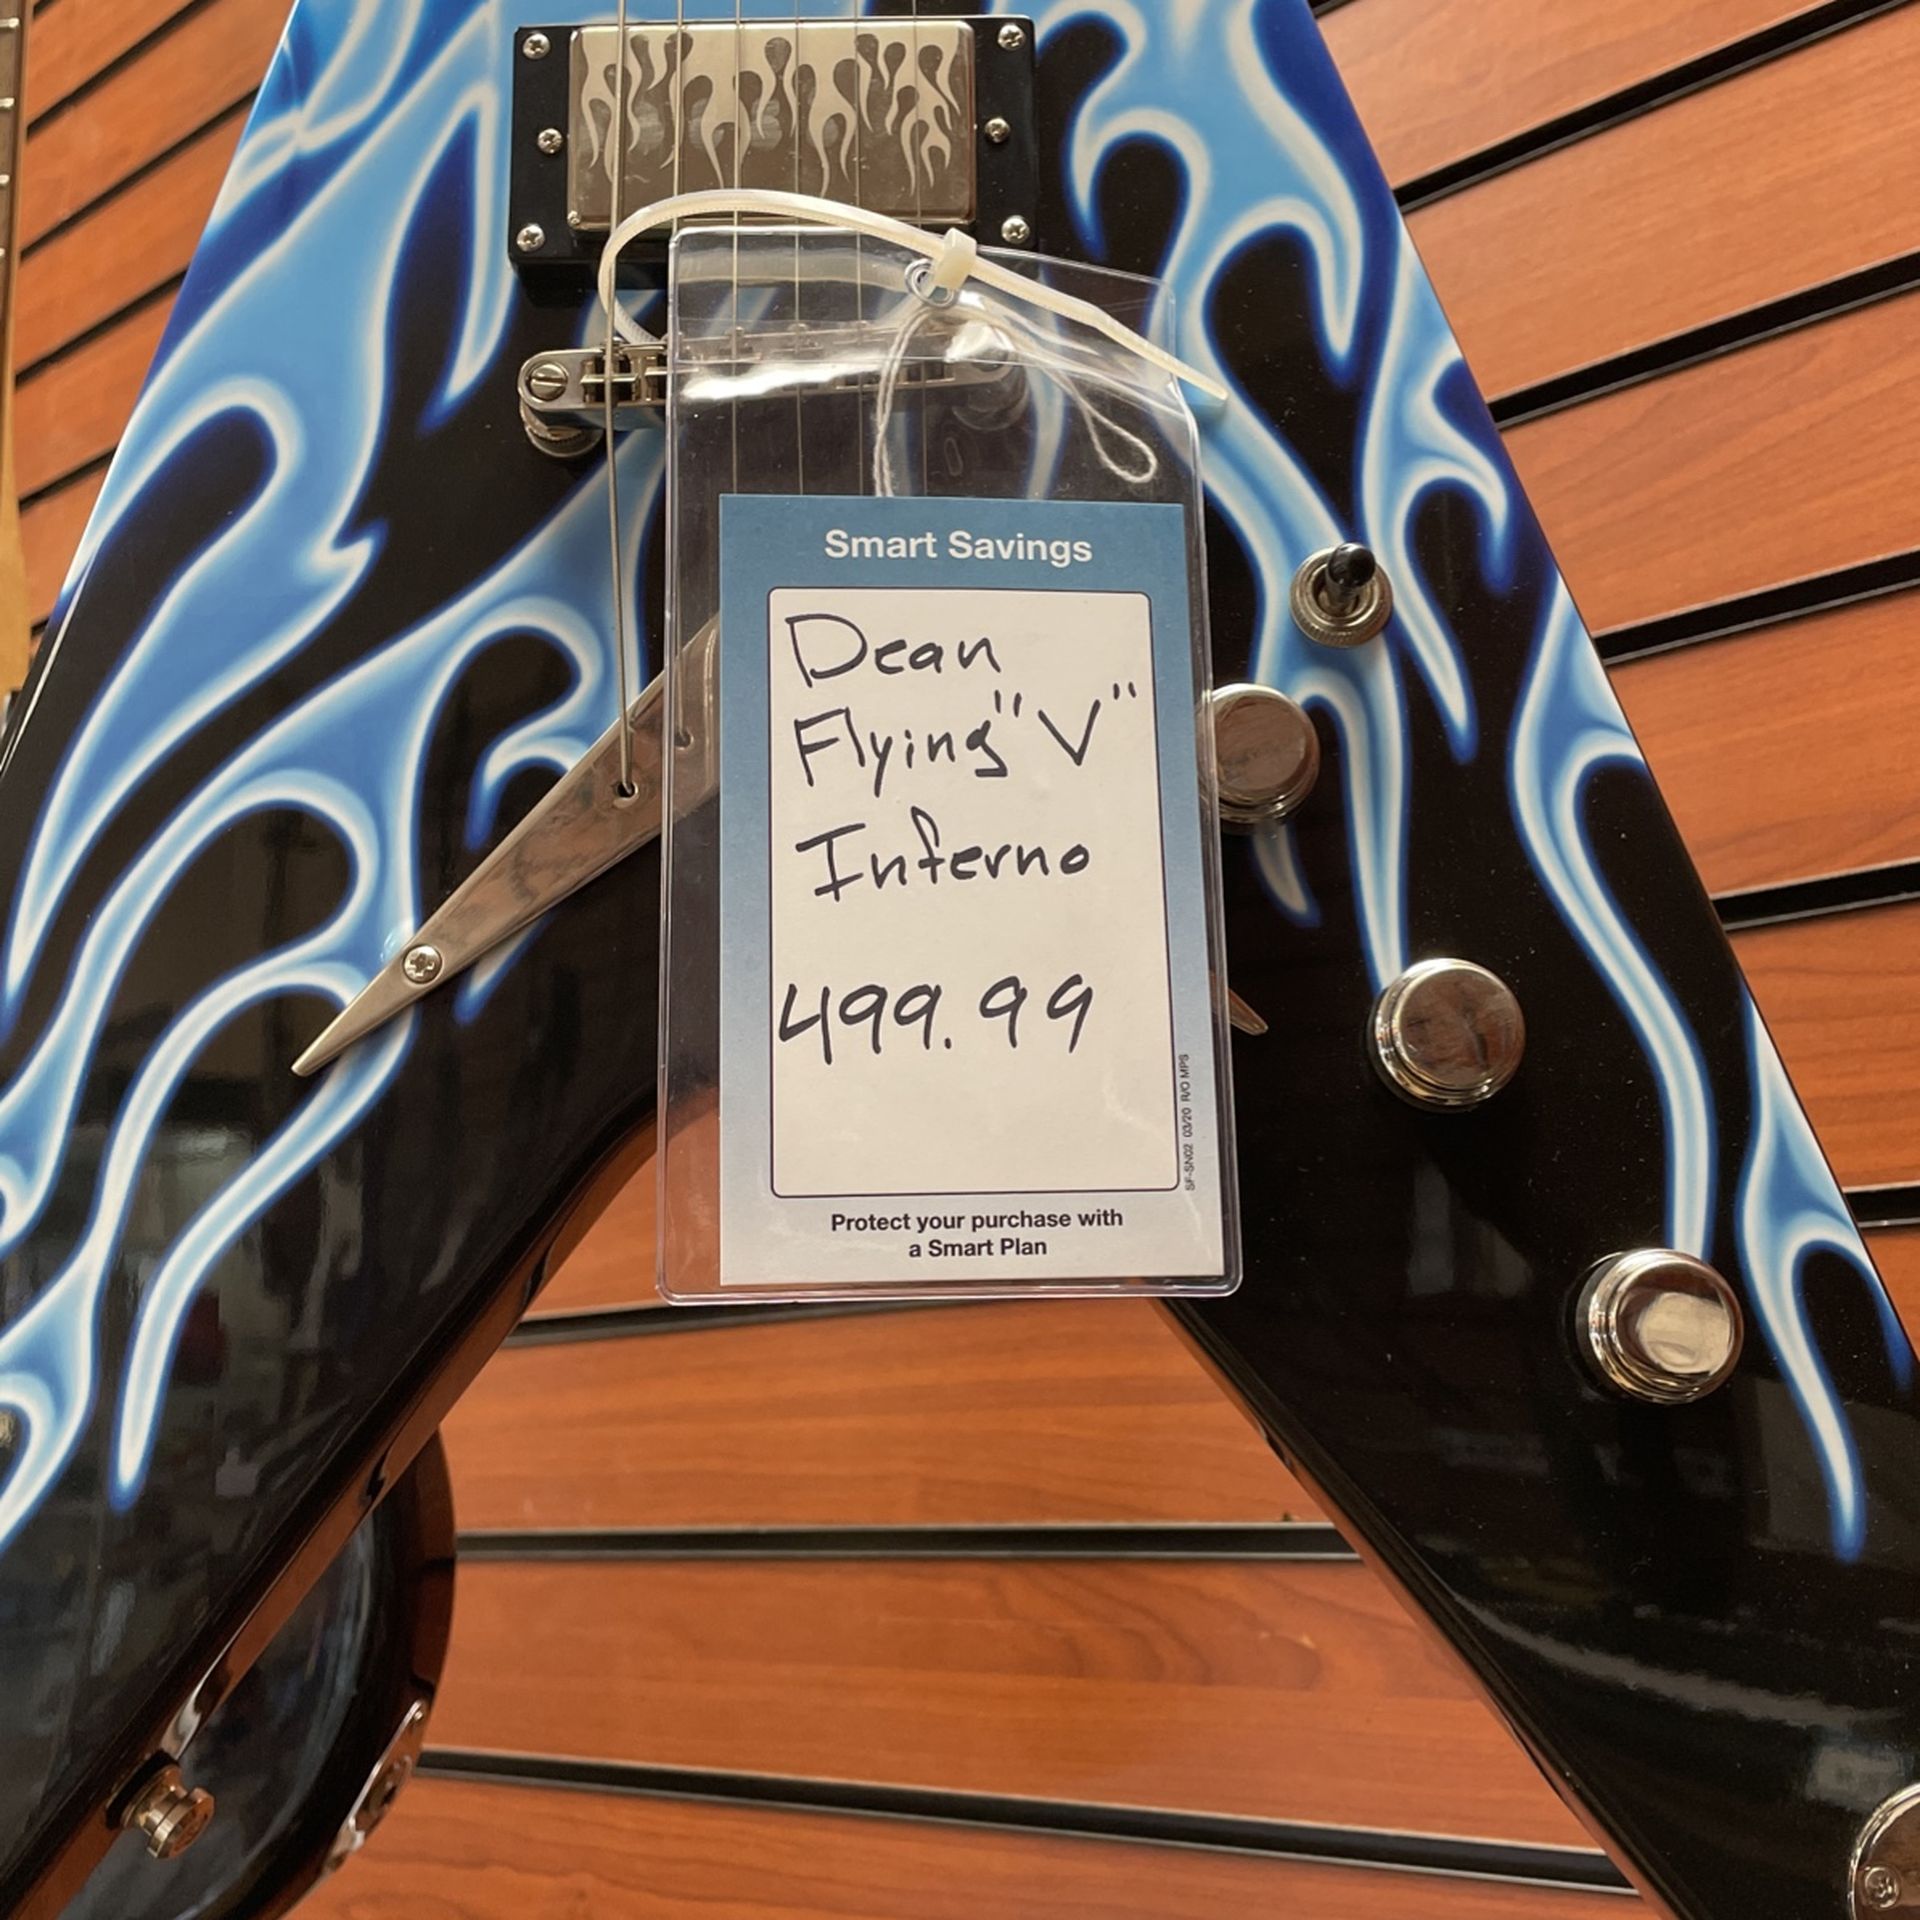 Smart Savings
Dean
Flying "V"
Inferno
499.99
SF-SN02 03/20 R/O MPS
Protect your purchase with
a Smart Plan